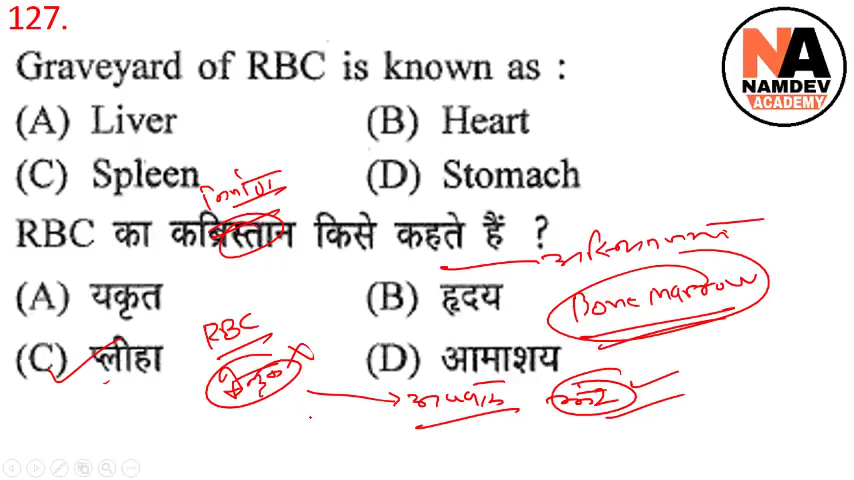 127.
NA
NAMDEV
ACADEMY
Graveyard of RBC is known as :
(A) Liver (B) Heart
(C) Spleen (D) Stomach
RBC का कब्रिस्तान किसे कहते हैं ?
(A) यकृत (B) हृदय
Bone marrow
RBC
(C) प्लीहा (D) आमाशय